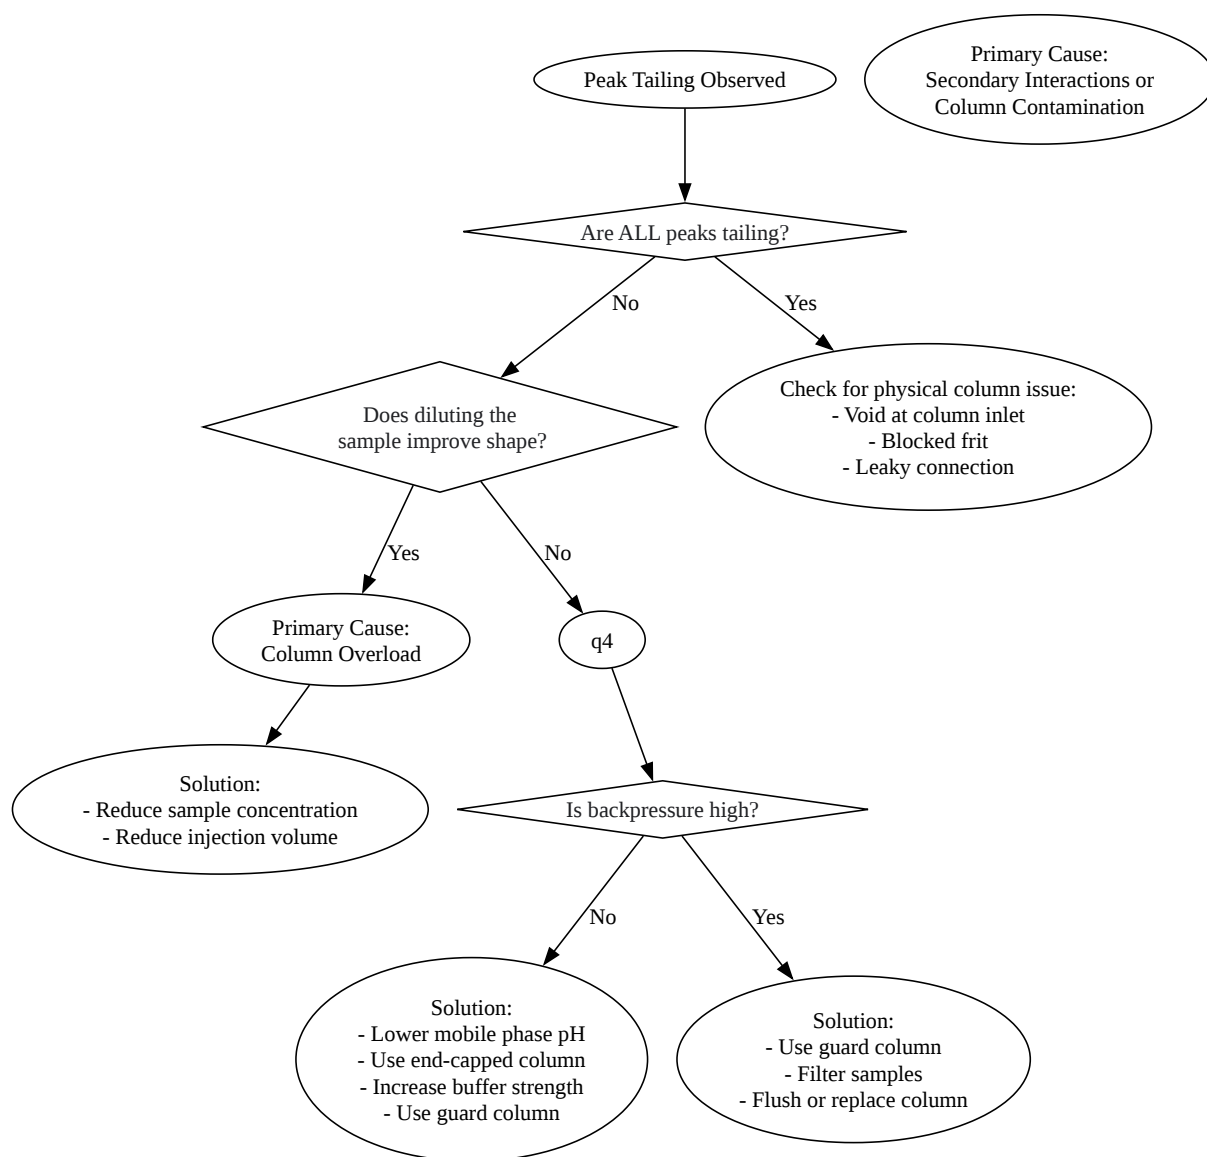 Peak Tailing Observed
Primary Cause:
Secondary Interactions or
Column Contamination
Are ALL peaks tailing?
No
Yes
Does diluting the
sample improve shape?
Check for physical column issue:
- Void at column inlet
- Blocked frit
- Leaky connection
Yes
No
Primary Cause:
Column Overload
q4
Solution:
- Reduce sample concentration
- Reduce injection volume
Is backpressure high?
No
Yes
Solution:
- Lower mobile phase pH
- Use end-capped column
- Increase buffer strength
- Use guard column
Solution:
- Use guard column
- Filter samples
- Flush or replace column